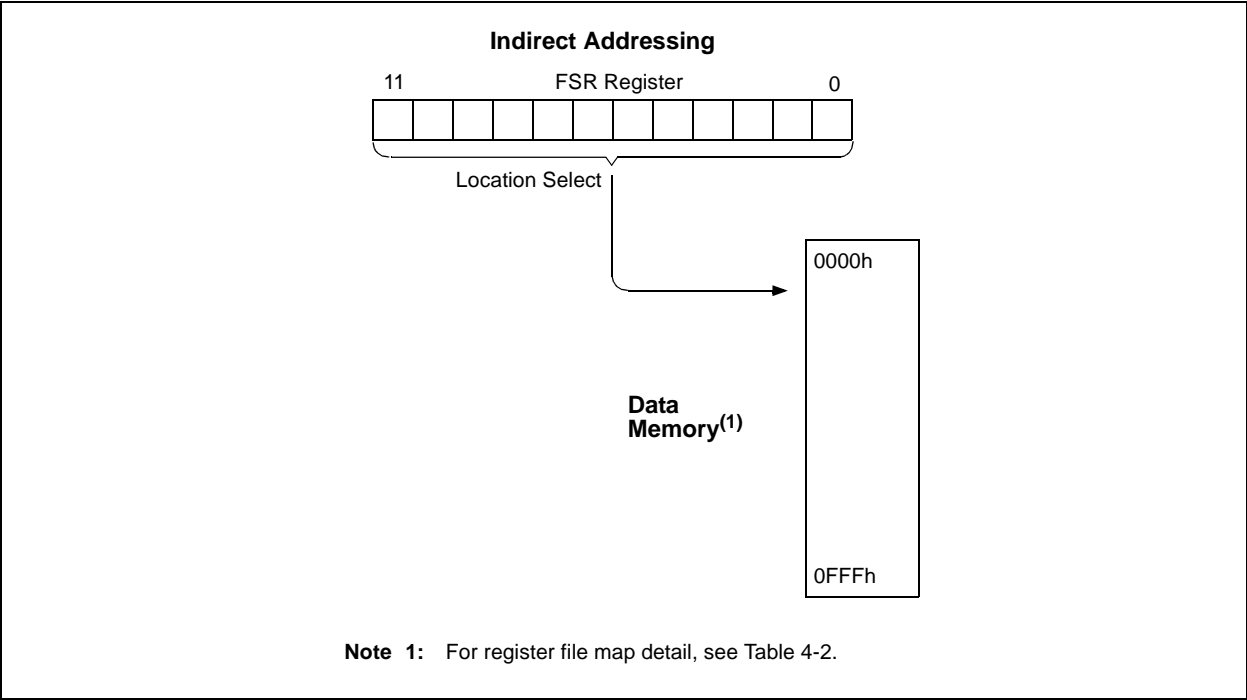 Indirect Addressing
11 FSR Register 0
Location Select
0000h
Data
Memory(1)
0FFFh
Note 1: For register file map detail, see Table 4-2.